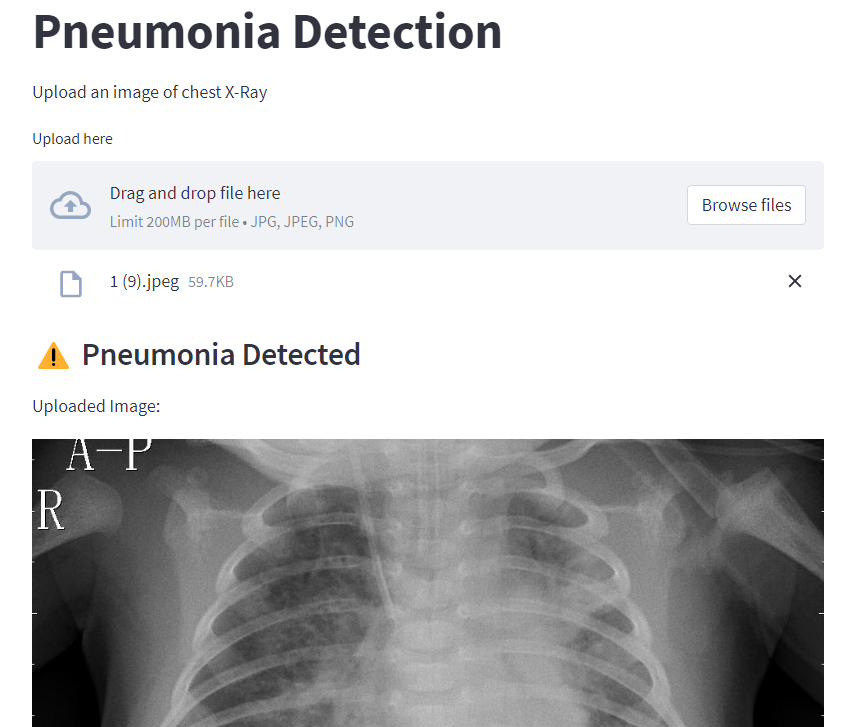 Pneumonia Detection
Upload an image of chest X-Ray
Upload here
Drag and drop file here
Limit 200MB per file • JPG, JPEG, PNG
Browse files
1 (9).jpeg 59.7KB
Pneumonia Detected
Uploaded Image:
A-P
R